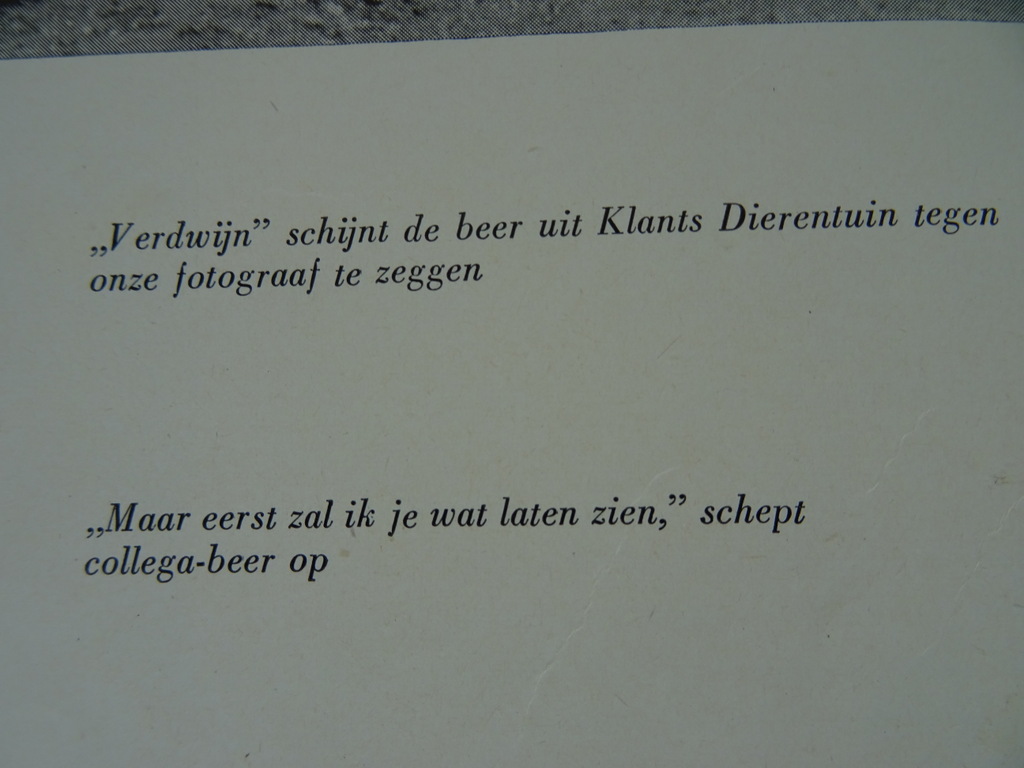 „Verdwijn” schijnt de beer uit Klants Dierentuin tegen
onze fotograaf te zeggen
„Maar eerst zal ik je wat laten zien,” schept
collega-beer op